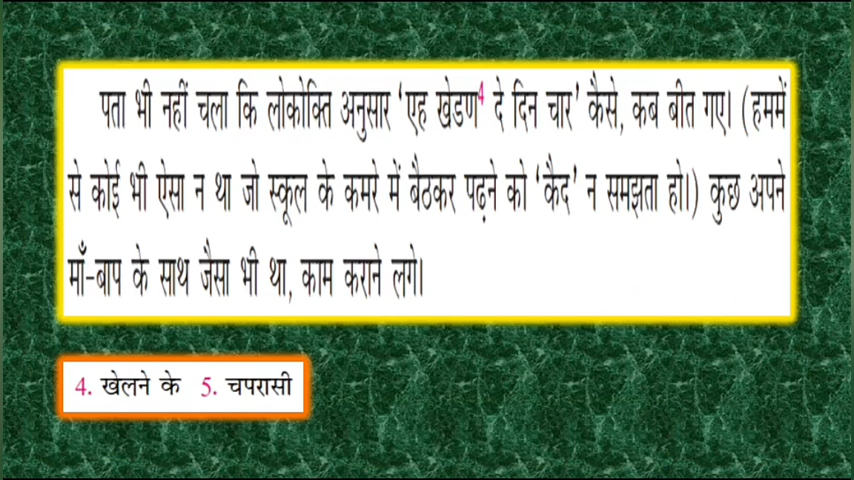 पता भी नहीं चला कि लोकोक्ति अनुसार ‘एह खेडण⁴ दे दिन चार’ कैसे, कब बीत गए। (हममें
से कोई भी ऐसा न था जो स्कूल के कमरे में बैठकर पढ़ने को ‘कैद’ न समझता हो।) कुछ अपने
माँ-बाप के साथ जैसा भी था, काम कराने लगे।
4. खेलने के 5. चपरासी